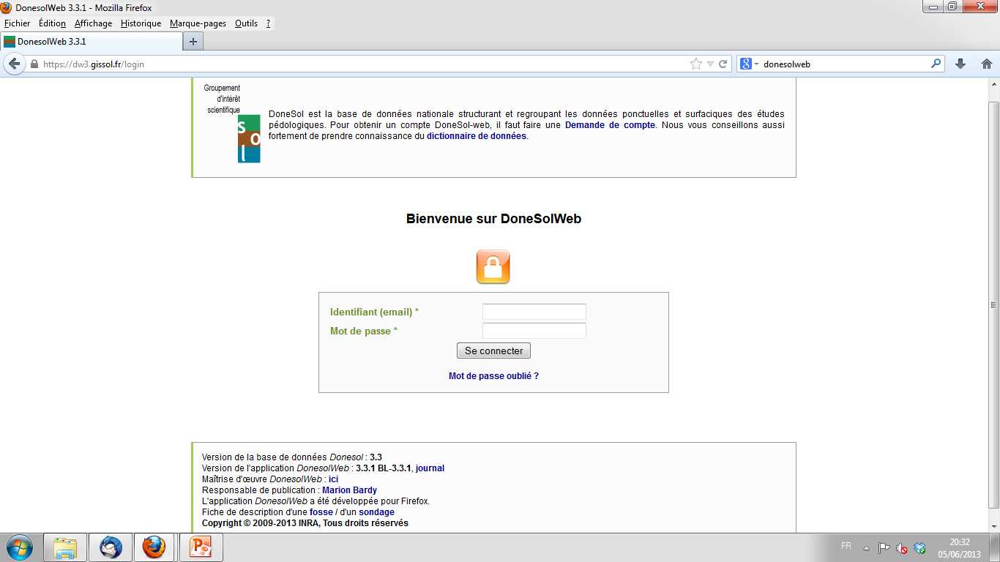 DonesolWeb 3.3.1 - Mozilla Firefox
Fichier Édition Affichage Historique Marque-pages Outils ?
DonesolWeb 3.3.1
https://dw3.gissol.fr/login
donesolweb
Groupement
d'intérêt
scientifique
sol
DoneSol est la base de données nationale structurant et regroupant les données ponctuelles et surfaciques des études
pédologiques. Pour obtenir un compte DoneSol-web, il faut faire une Demande de compte. Nous vous conseillons aussi
fortement de prendre connaissance du dictionnaire de données.
Bienvenue sur DoneSolWeb
Identifiant (email) *
Mot de passe *
Se connecter
Mot de passe oublié ?
Version de la base de données Donesol : 3.3
Version de l'application DonesolWeb : 3.3.1 BL-3.3.1, journal
Maîtrise d'œuvre DonesolWeb : ici
Responsable de publication : Marion Bardy
L'application DonesolWeb a été développée pour Firefox.
Fiche de description d'une fosse / d'un sondage
Copyright © 2009-2013 INRA, Tous droits réservés
FR
20:32
05/06/2013